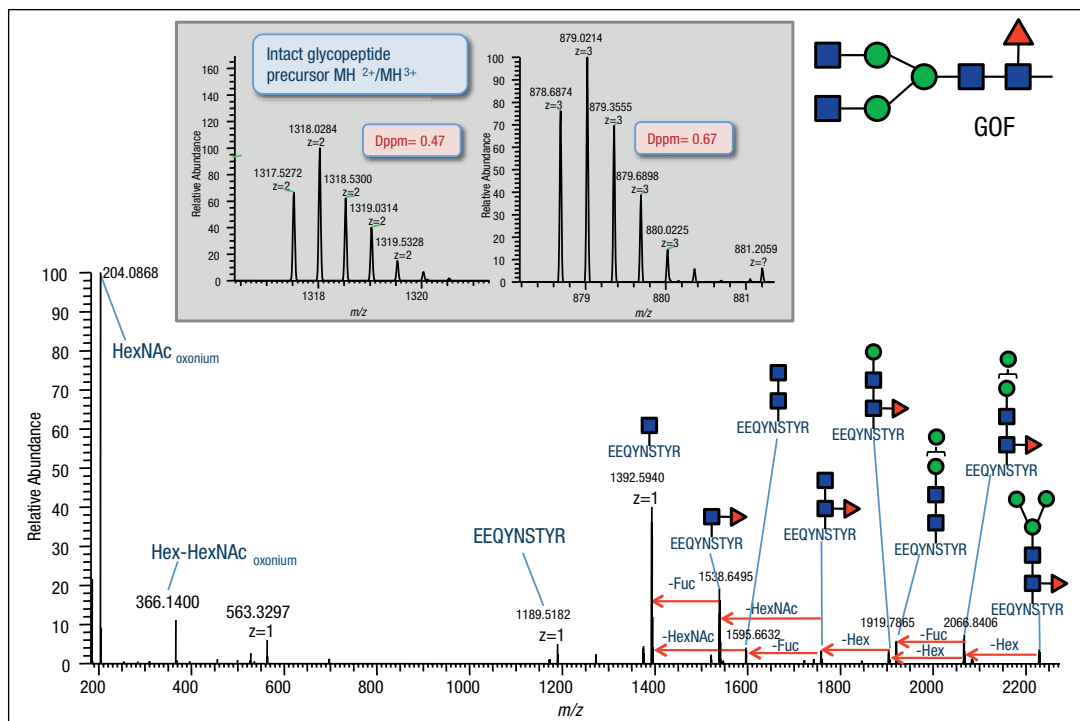 Intact glycopeptide
precursor MH 2+/MH3+
Dppm= 0.47
Relative Abundance
160
140
120
100
80
60
40
20
0
1317.5272
z=2
1318.0284
z=2
1318.5300
z=2
1319.0314
z=2
1319.5328
z=2
1318
1320
m/z
Dppm= 0.67
Relative Abundance
100
90
80
70
60
50
40
30
20
10
0
878.6874
z=3
879.0214
z=3
879.3555
z=3
879.6898
z=3
880.0225
z=3
881.2059
z=?
879
880
881
m/z
GOF
Relative Abundance
100
90
80
70
60
50
40
30
20
10
0
204.0868
HexNAc oxonium
Hex-HexNAc oxonium
366.1400
563.3297
z=1
EEQYNSTYR
1189.5182
z=1
EEQYNSTYR
1392.5940
z=1
EEQYNSTYR
1538.6495
EEQYNSTYR
1595.6632
EEQYNSTYR
EEQYNSTYR
EEQYNSTYR
1919.7865
EEQYNSTYR
2066.8406
EEQYNSTYR
-Fuc
-HexNAc
-HexNAc
-Fuc
-Hex
-Fuc
-Hex
-Hex
200
400
600
800
1000
1200
1400
1600
1800
2000
2200
m/z